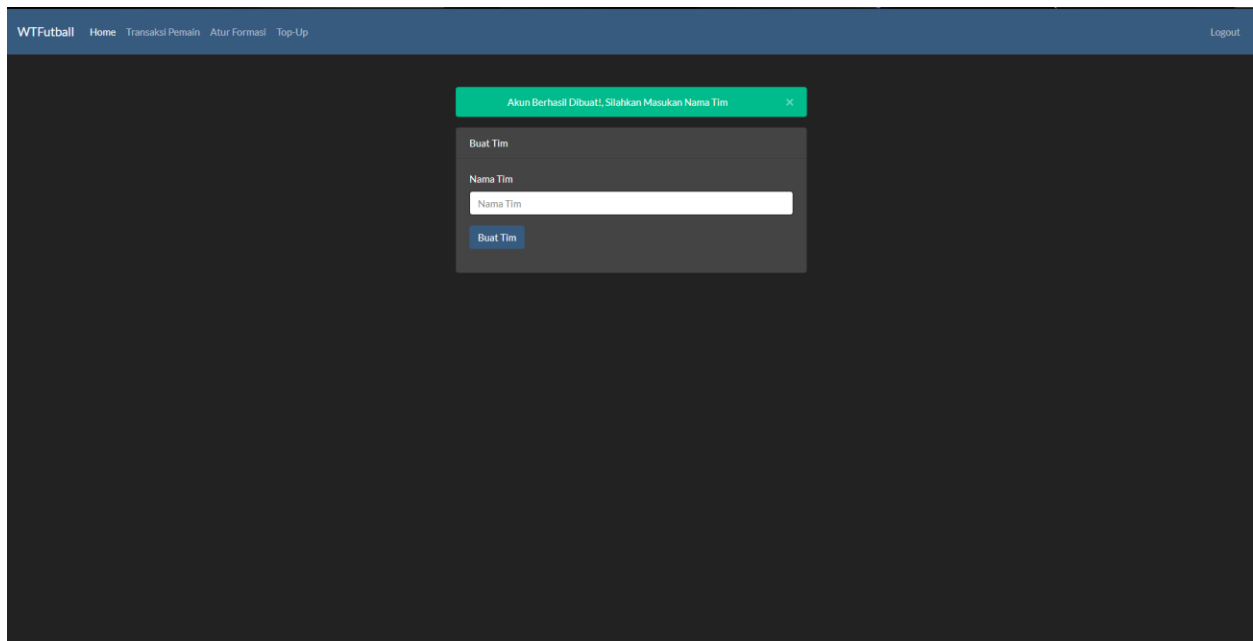 WTFutball Home Transaksi Pemain Atur Formasi Top-Up Logout
Akun Berhasil Dibuat!, Silahkan Masukan Nama Tim ×
Buat Tim
Nama Tim
Nama Tim
Buat Tim